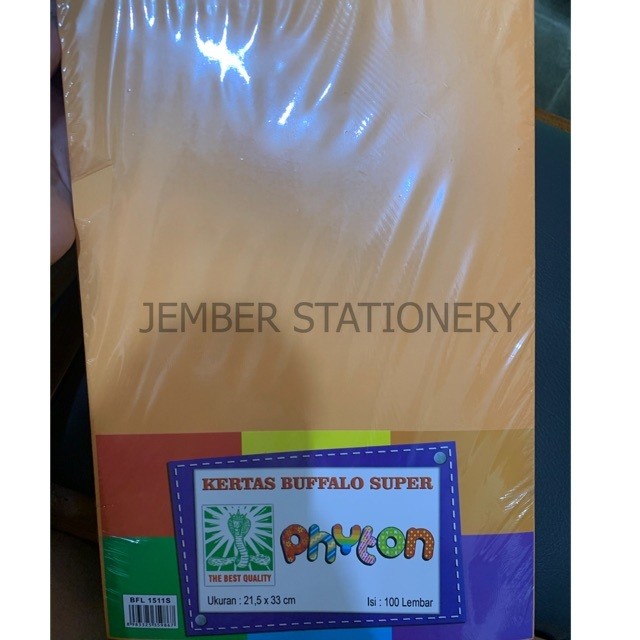 JEMBER STATIONERY
KERTAS BUFFALO SUPER
Phyton
THE BEST QUALITY
Ukuran : 21,5 x 33 cm
Isi : 100 Lembar
BFL 1511S